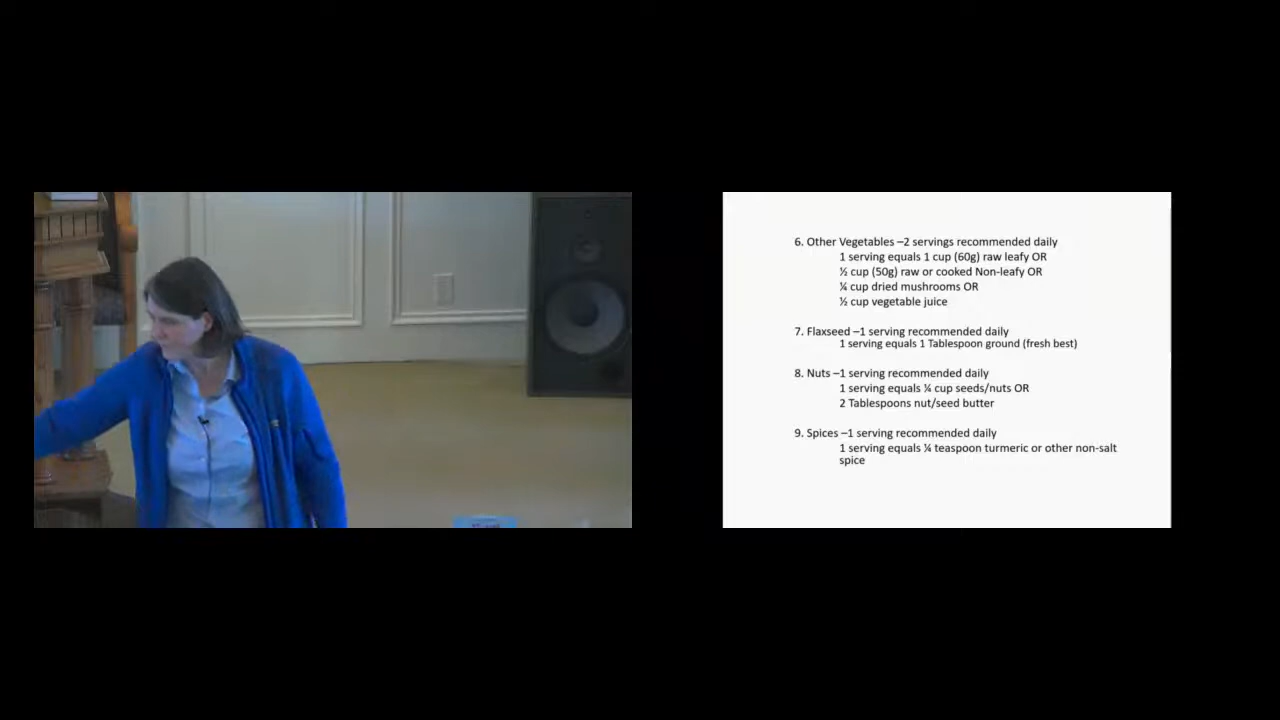 6. Other Vegetables –2 servings recommended daily
1 serving equals 1 cup (60g) raw leafy OR
½ cup (50g) raw or cooked Non-leafy OR
¼ cup dried mushrooms OR
½ cup vegetable juice
7. Flaxseed –1 serving recommended daily
1 serving equals 1 Tablespoon ground (fresh best)
8. Nuts –1 serving recommended daily
1 serving equals ¼ cup seeds/nuts OR
2 Tablespoons nut/seed butter
9. Spices –1 serving recommended daily
1 serving equals ¼ teaspoon turmeric or other non-salt
spice